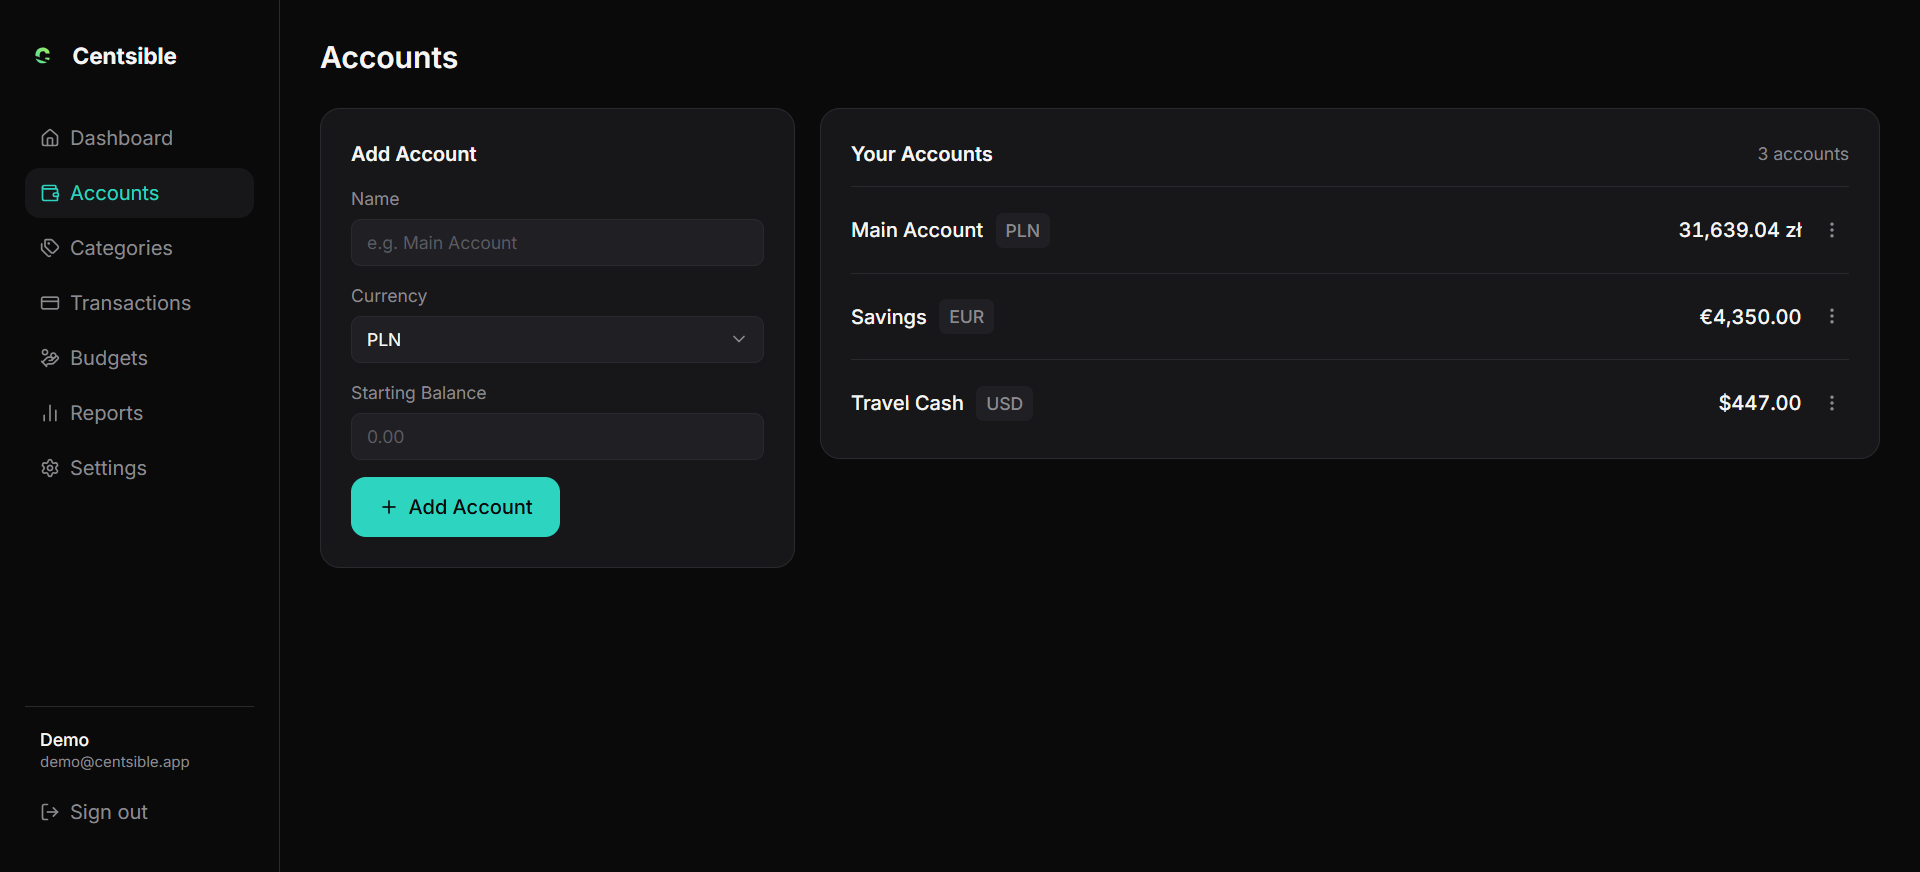 Centsible
Dashboard
Accounts
Categories
Transactions
Budgets
Reports
Settings
Demo
demo@centsible.app
Sign out
Accounts
Add Account
Name
e.g. Main Account
Currency
PLN
Starting Balance
0.00
+ Add Account
Your Accounts
3 accounts
Main Account PLN 31,639.04 zł
Savings EUR €4,350.00
Travel Cash USD $447.00